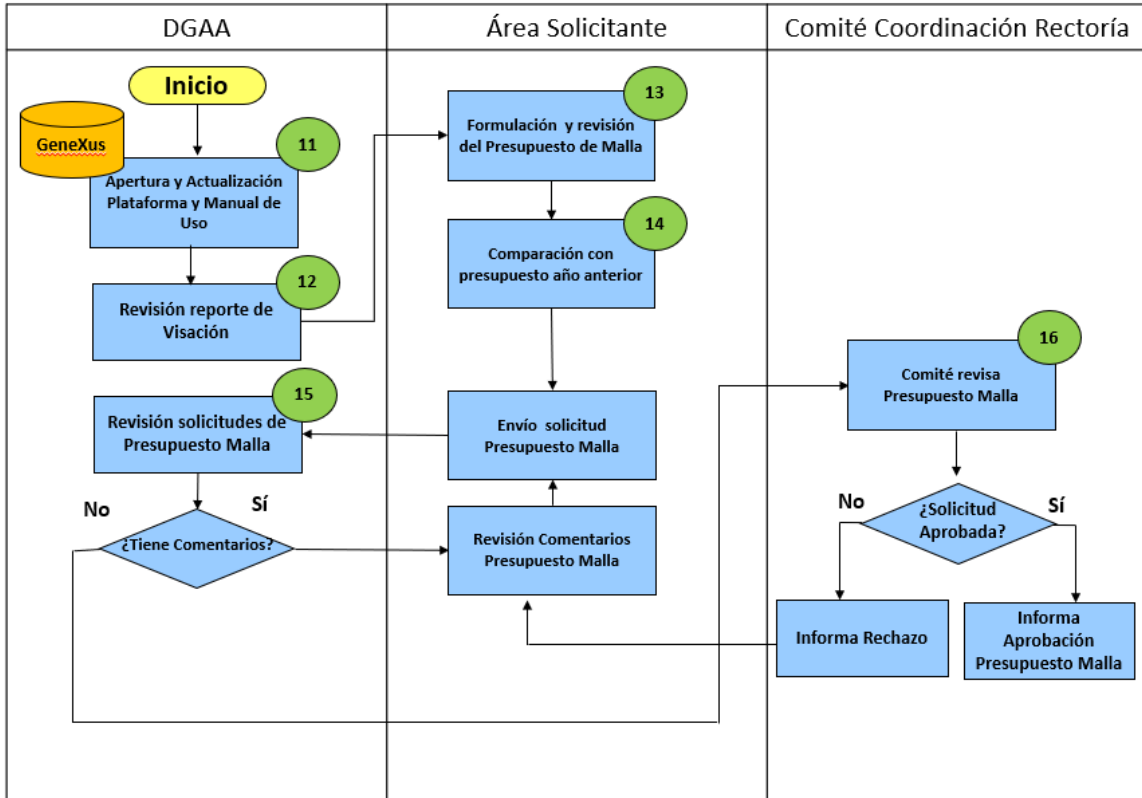 DGAA
Área Solicitante
Comité Coordinación Rectoría
Inicio
GeneXus
11
Apertura y Actualización
Plataforma y Manual de
Uso
12
Revisión reporte de
Visación
13
Formulación y revisión
del Presupuesto de Malla
14
Comparación con
presupuesto año anterior
Envío solicitud
Presupuesto Malla
15
Revisión solicitudes de
Presupuesto Malla
No
Sí
¿Tiene Comentarios?
Revisión Comentarios
Presupuesto Malla
16
Comité revisa
Presupuesto Malla
No
¿Solicitud
Aprobada?
Sí
Informa Rechazo
Informa
Aprobación
Presupuesto Malla